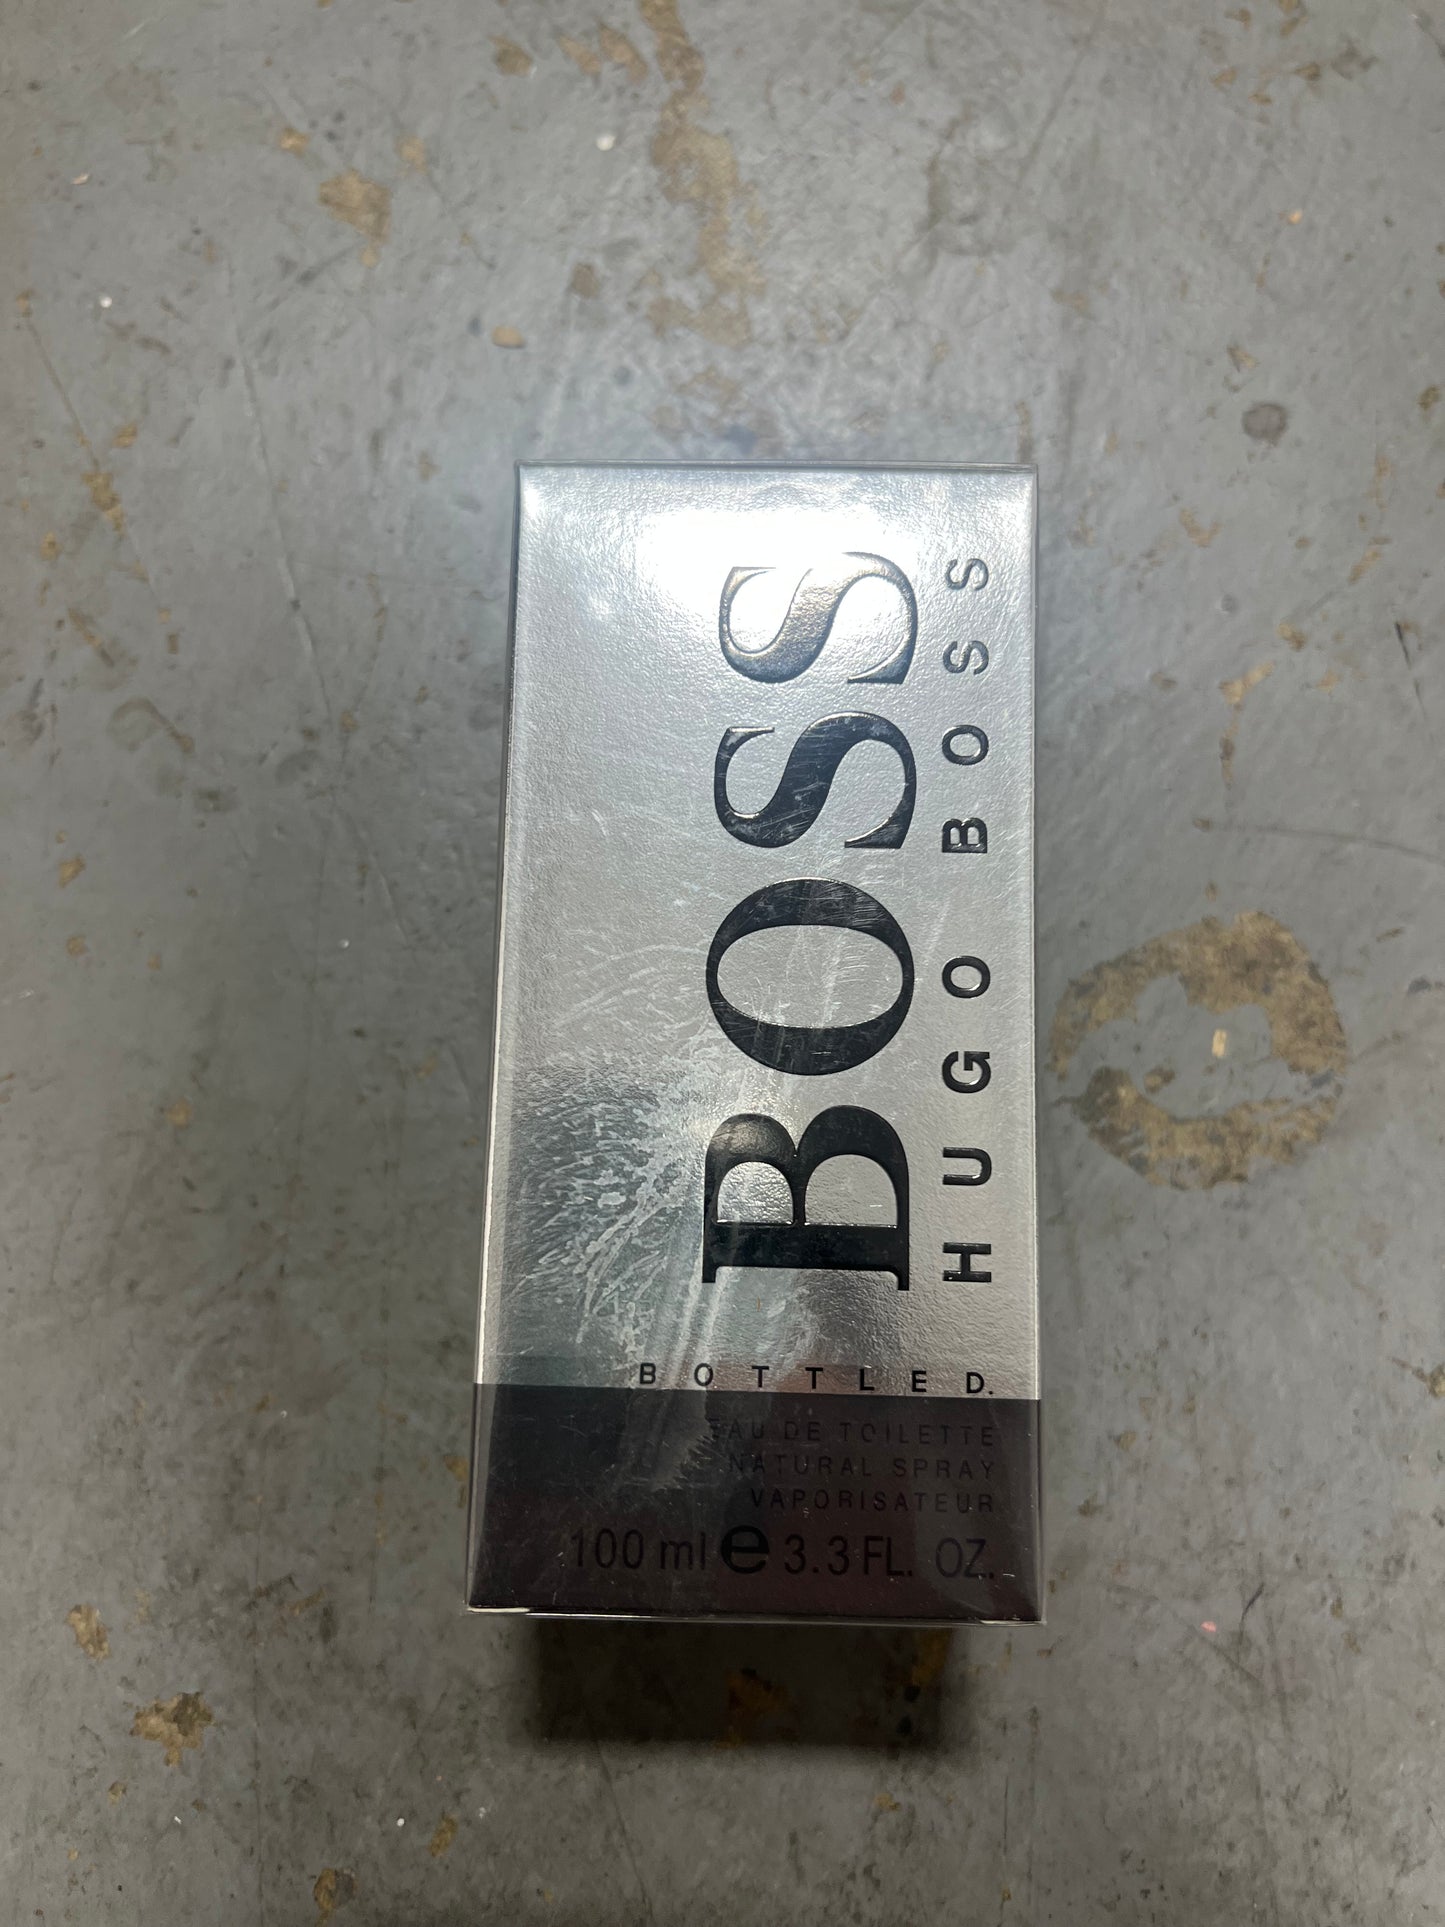 BOSS
HUGO BOSS
BOTTLED.
EAU DE TOILETTE
NATURAL SPRAY
VAPORISATEUR
100 ml e 3.3 FL. OZ.